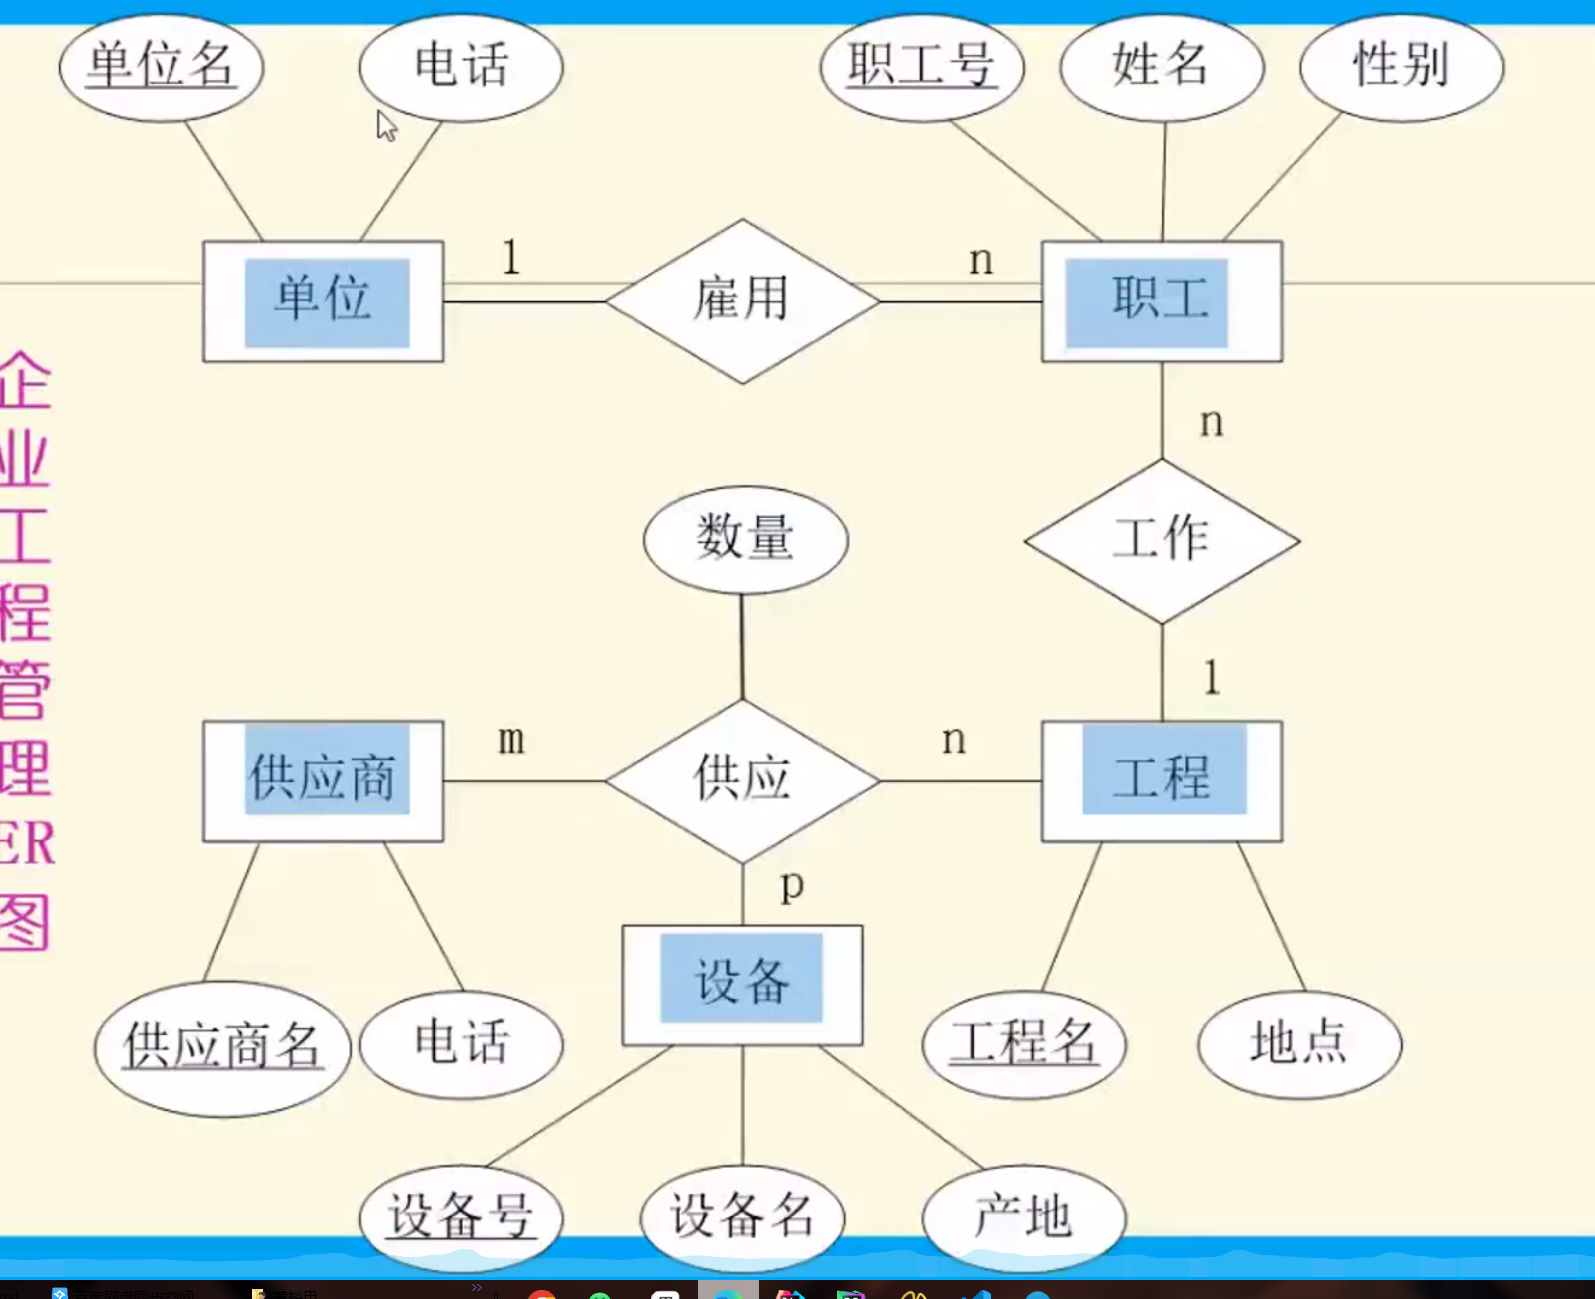 单位名
电话
职工号
姓名
性别
单位
1
雇用
n
职工
n
企业工程管理ER图
数量
工作
1
供应商
m
供应
n
工程
p
设备
供应商名
电话
工程名
地点
设备号
设备名
产地